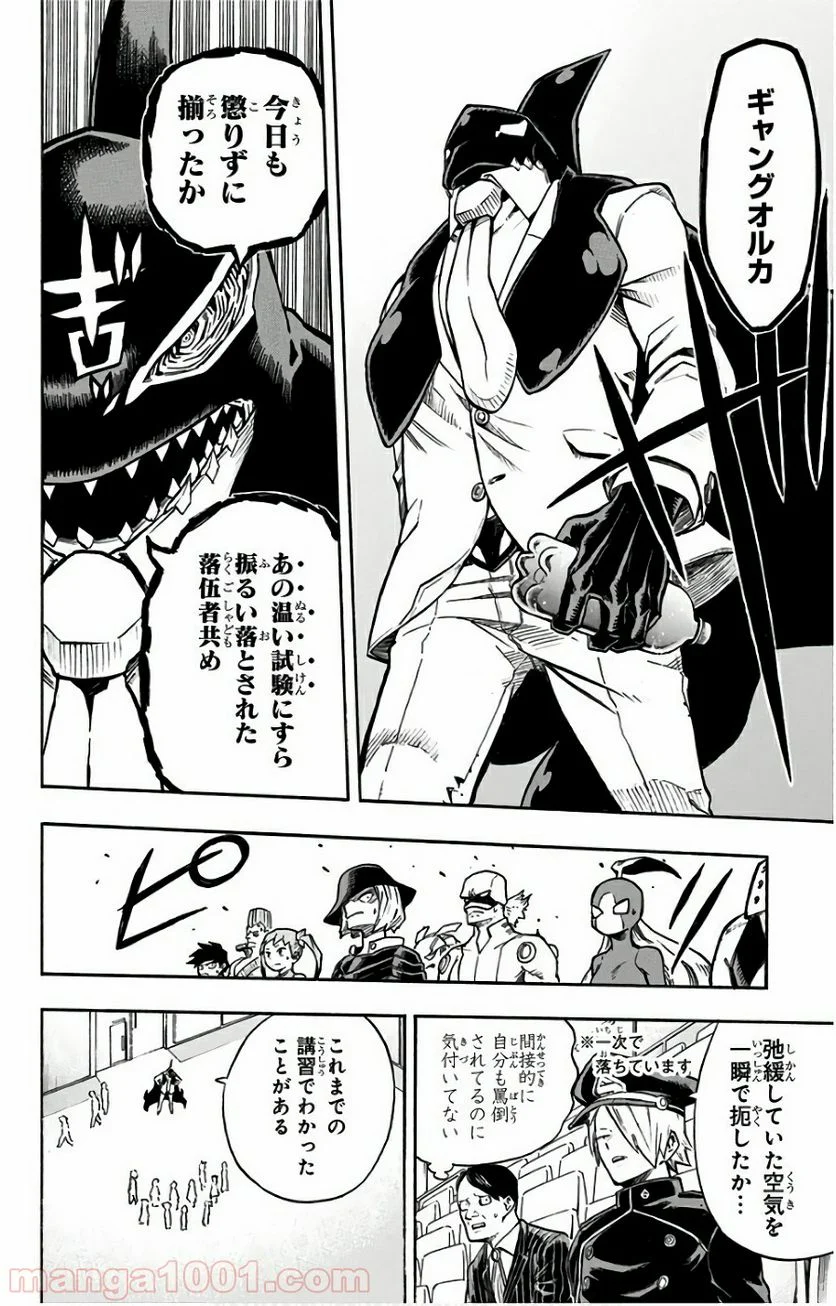 ギャングオルカ
今日も
懲りずに
揃ったか
ギ
あの温い試験にすら
振るい落とされた
落伍者共め
ピ
弛緩していた空気を
一瞬で扼したか…
※一次で
落ちています
間接的に
自分も罵倒
されてるのに
気付いてない
これまでの
講習でわかった
ことがある
manga1001.com